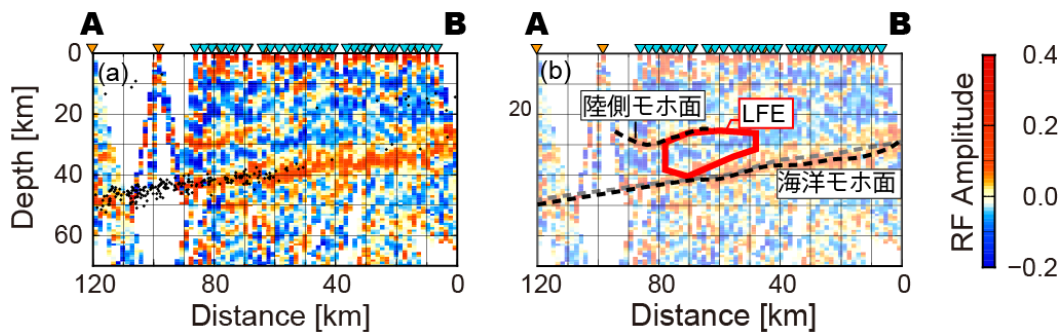 A
B
A
B
0
20
40
60
Depth [km]
(a)
120
80
40
0
Distance [km]
(b)
20
陸側モホ面
LFE
海洋モホ面
120
80
40
0
Distance [km]
0.4
0.2
0.0
−0.2
RF Amplitude